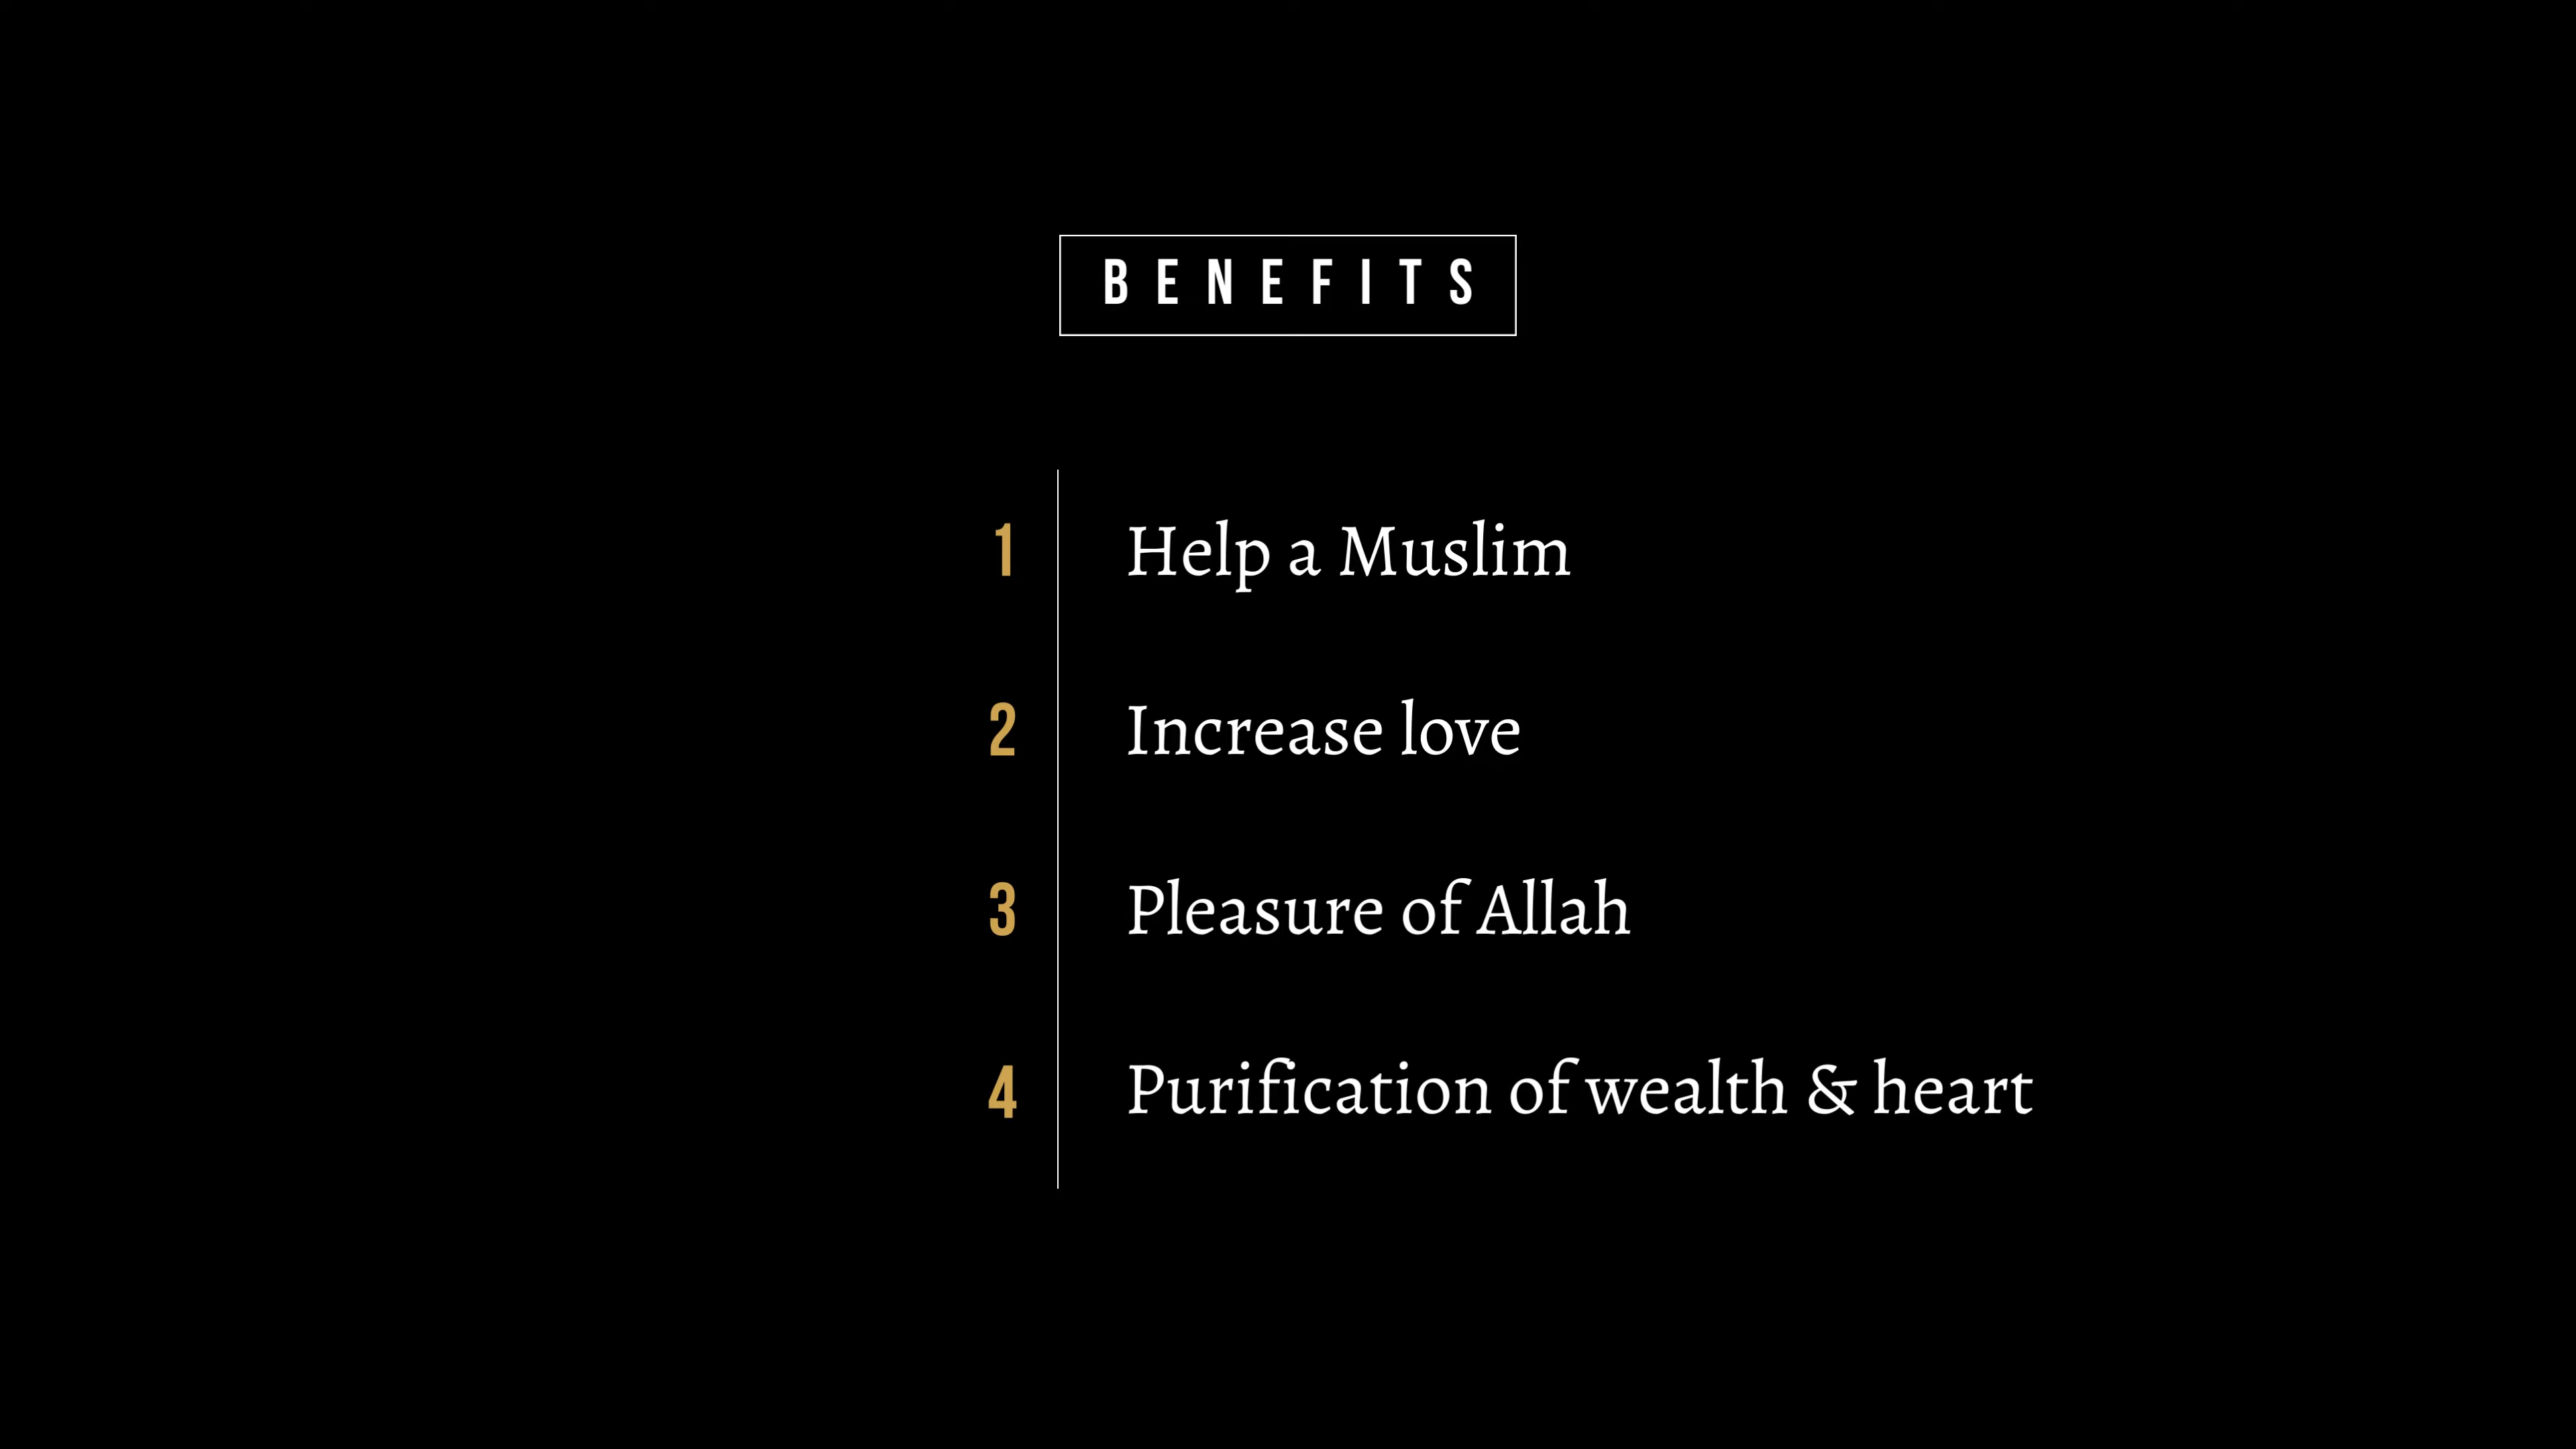 BENEFITS
1 Help a Muslim
2 Increase love
3 Pleasure of Allah
4 Purification of wealth & heart